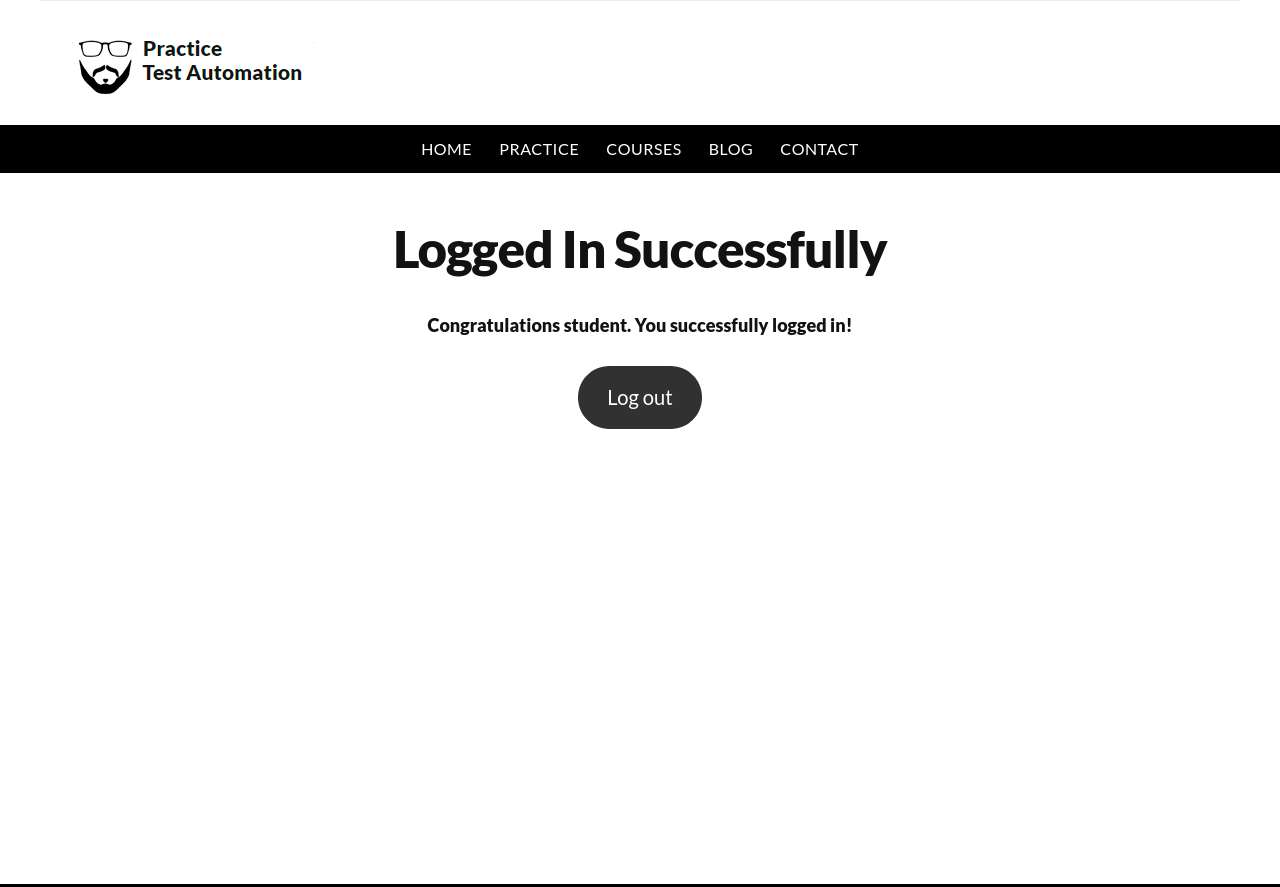 Practice
Test Automation
HOME PRACTICE COURSES BLOG CONTACT
Logged In Successfully
Congratulations student. You successfully logged in!
Log out